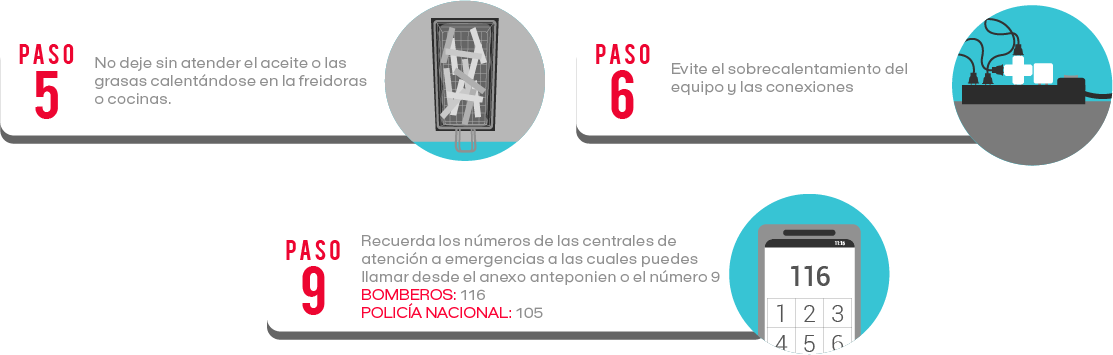 PASO
5
No deje sin atender el aceite o las
grasas calentándose en la freidoras
o cocinas.
PASO
6
Evite el sobrecalentamiento del
equipo y las conexiones
PASO
9
Recuerda los números de las centrales de
atención a emergencias a las cuales puedes
llamar desde el anexo anteponien o el número 9
BOMBEROS: 116
POLICÍA NACIONAL: 105
11:16
116
1 2 3
4 5 6